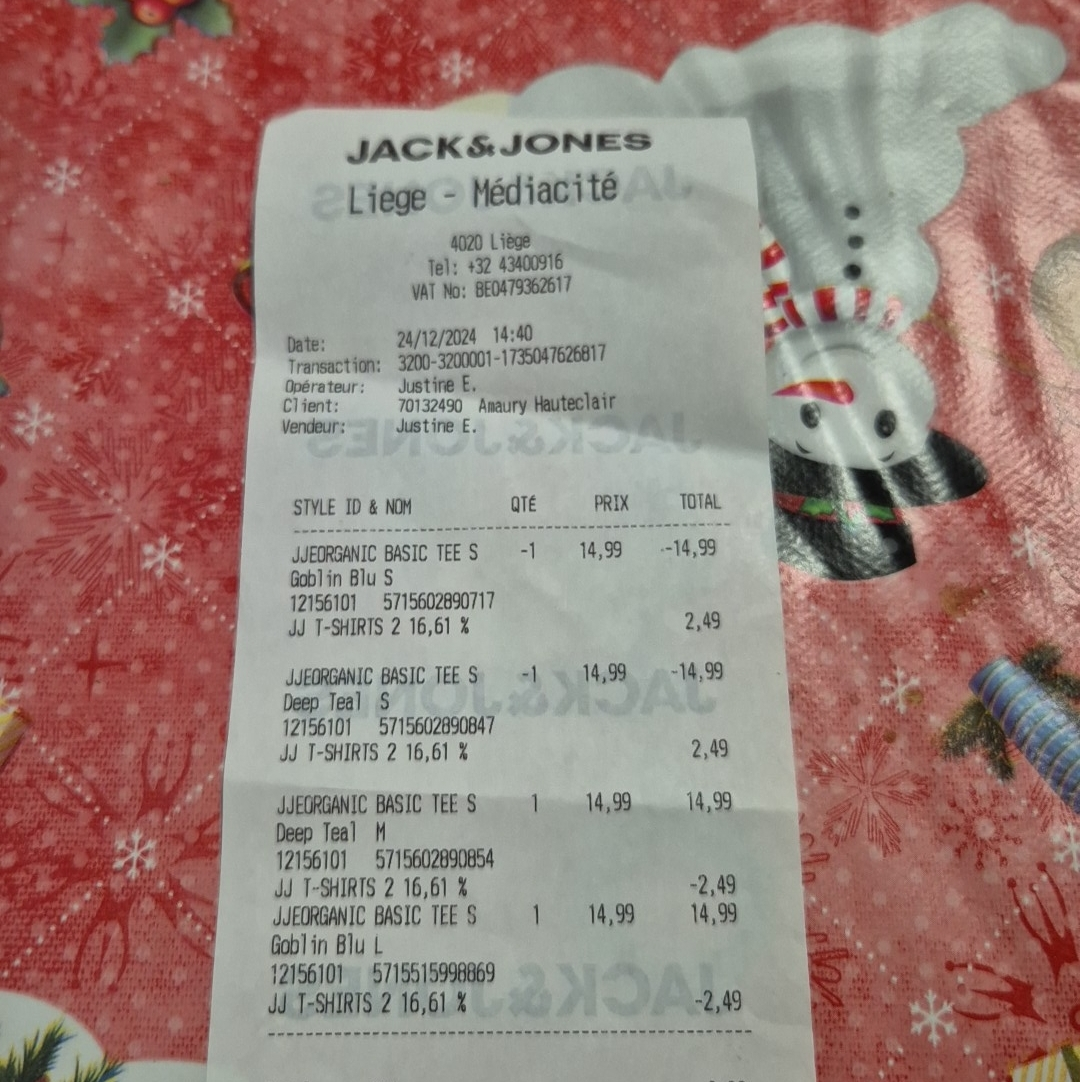 JACK&JONES
Liege - Médiacité
4020 Liège
Tel: +32 43400916
VAT No: BE0479362617
Date: 24/12/2024 14:40
Transaction: 3200-3200001-1735047626817
Opérateur: Justine E.
Client: 70132490 Amaury Hauteclair
Vendeur: Justine E.
STYLE ID & NOM QTÉ PRIX TOTAL
JJEORGANIC BASIC TEE S -1 14,99 -14,99
Goblin Blu S
12156101 5715602890717
JJ T-SHIRTS 2 16,61 % 2,49
JJEORGANIC BASIC TEE S -1 14,99 -14,99
Deep Teal S
12156101 5715602890847
JJ T-SHIRTS 2 16,61 % 2,49
JJEORGANIC BASIC TEE S 1 14,99 14,99
Deep Teal M
12156101 5715602890854
JJ T-SHIRTS 2 16,61 % -2,49
JJEORGANIC BASIC TEE S 1 14,99 14,99
Goblin Blu L
12156101 5715515998869
JJ T-SHIRTS 2 16,61 % -2,49